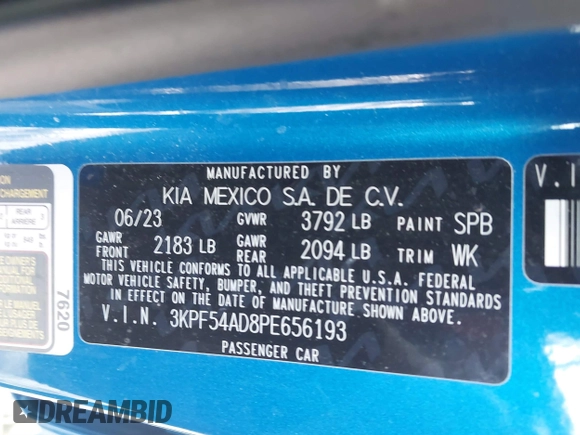 MANUFACTURED BY
KIA MEXICO S.A. DE C.V.
06/23 GVWR 3792 LB PAINT SPB
GAWR FRONT 2183 LB GAWR REAR 2094 LB TRIM WK
THIS VEHICLE CONFORMS TO ALL APPLICABLE U.S.A. FEDERAL
MOTOR VEHICLE SAFETY, BUMPER, AND THEFT PREVENTION STANDARDS
IN EFFECT ON THE DATE OF MANUFACTURE SHOWN ABOVE.
V.I.N. 3KPF54AD8PE656193
PASSENGER CAR
V.I
REAR
ARRIERE
7620
DREAMBID